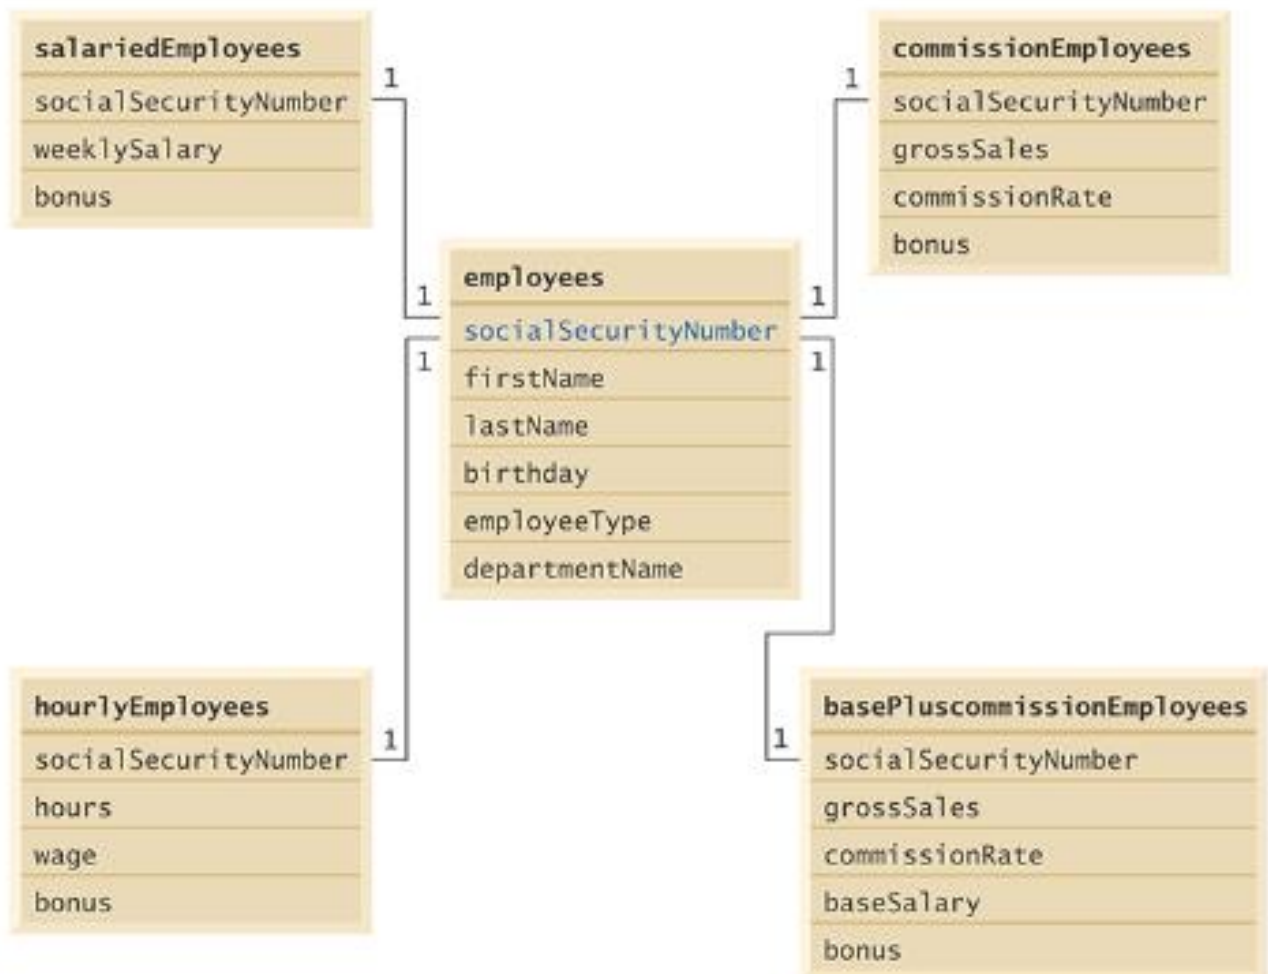 salariedEmployees
socialSecurityNumber
weeklySalary
bonus
1
1
commissionEmployees
socialSecurityNumber
grossSales
commissionRate
bonus
1
1
employees
socialSecurityNumber
firstName
lastName
birthday
employeeType
departmentName
1
1
hourlyEmployees
socialSecurityNumber
hours
wage
bonus
1
1
basePluscommissionEmployees
socialSecurityNumber
grossSales
commissionRate
baseSalary
bonus